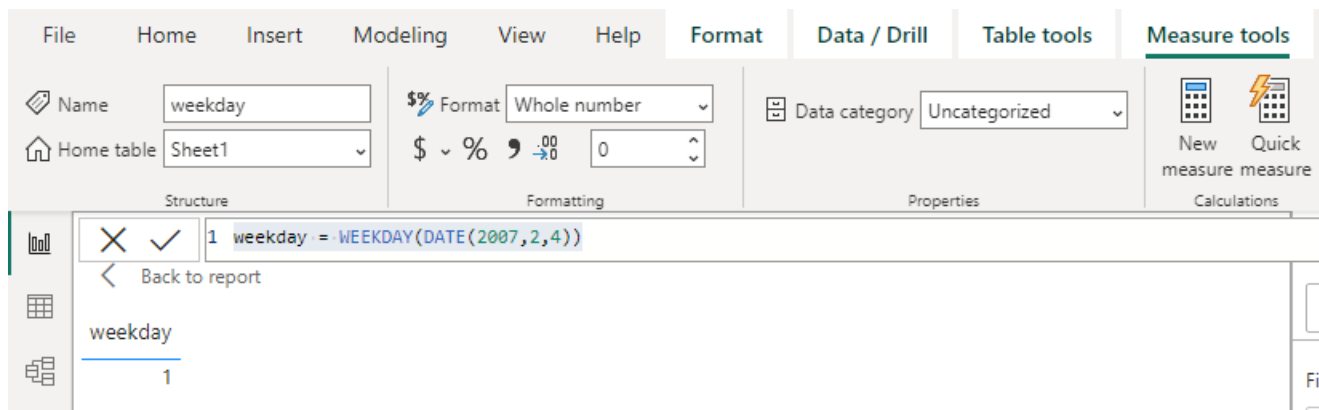 File Home Insert Modeling View Help Format Data / Drill Table tools Measure tools
Name weekday $% Format Whole number Data category Uncategorized
Home table Sheet1 $ % 9 .00 →0 0 New measure Quick measure
Structure Formatting Properties Calculations
1 weekday = WEEKDAY(DATE(2007,2,4))
Back to report
weekday
1
Fi